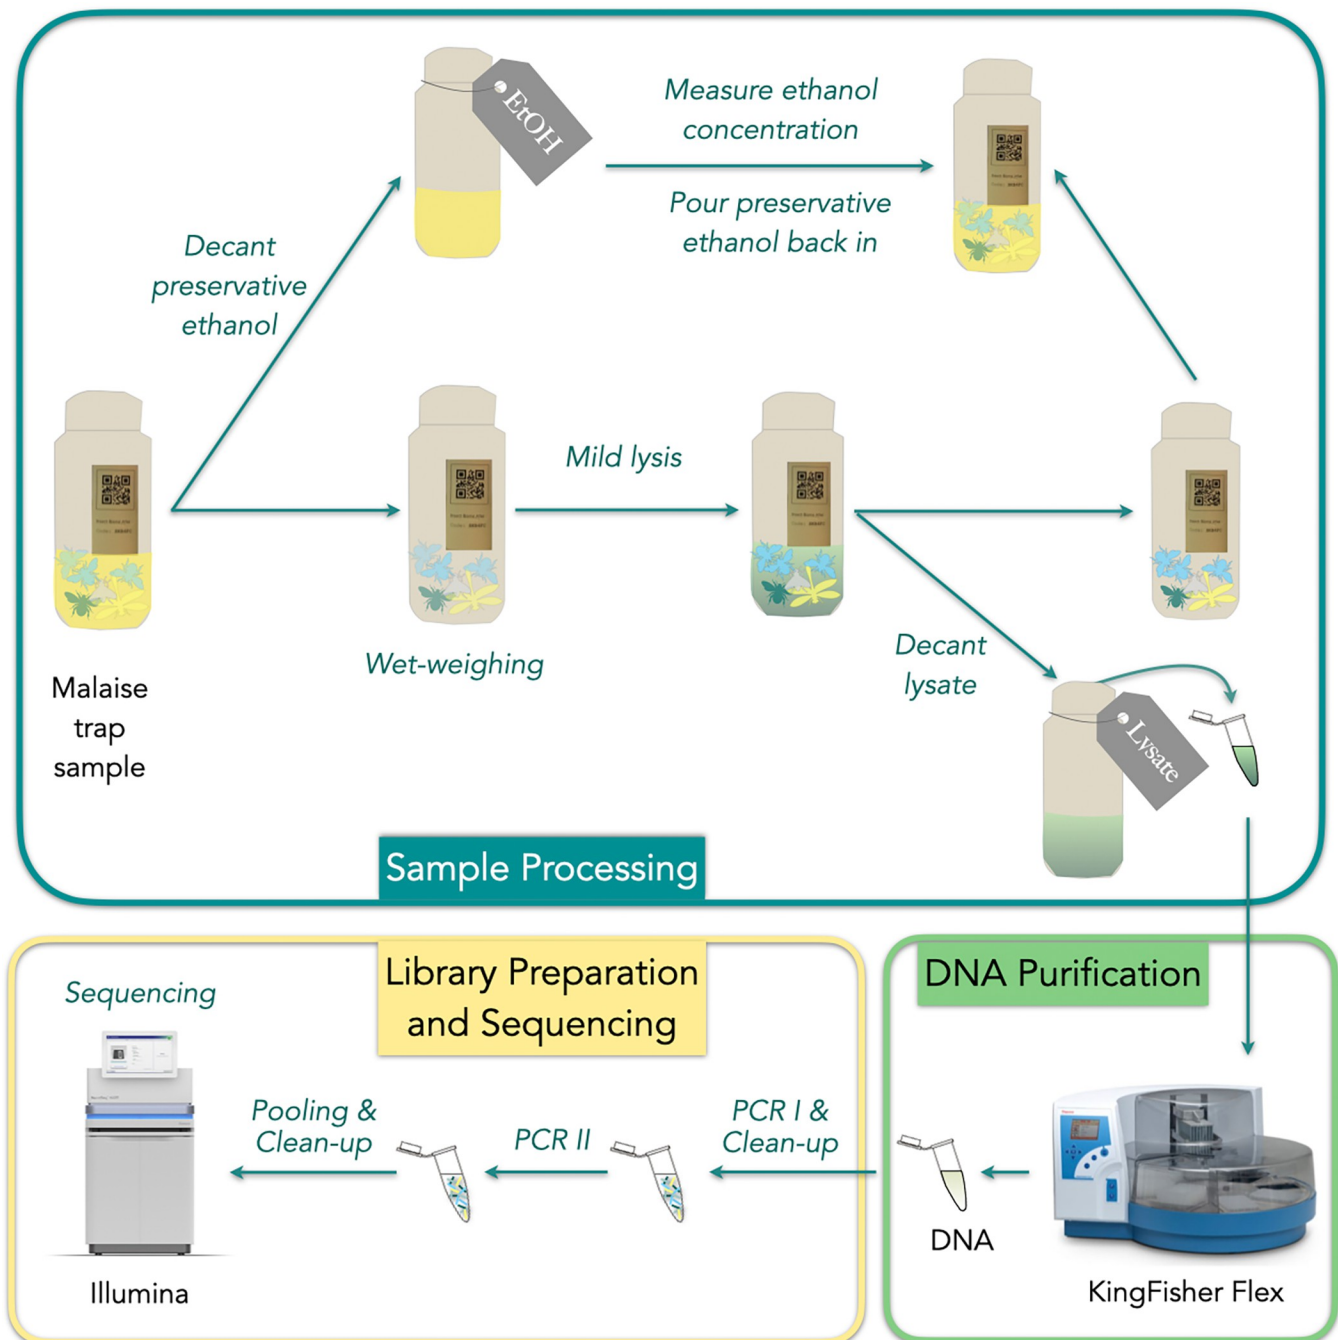 EtOH
Measure ethanol
concentration
Pour preservative
ethanol back in
Decant
preservative
ethanol
Mild lysis
Wet-weighing
Malaise
trap
sample
Decant
lysate
Lysate
Sample Processing
Library Preparation
and Sequencing
DNA Purification
Sequencing
Pooling &
Clean-up
PCR II
PCR I &
Clean-up
DNA
Illumina
KingFisher Flex